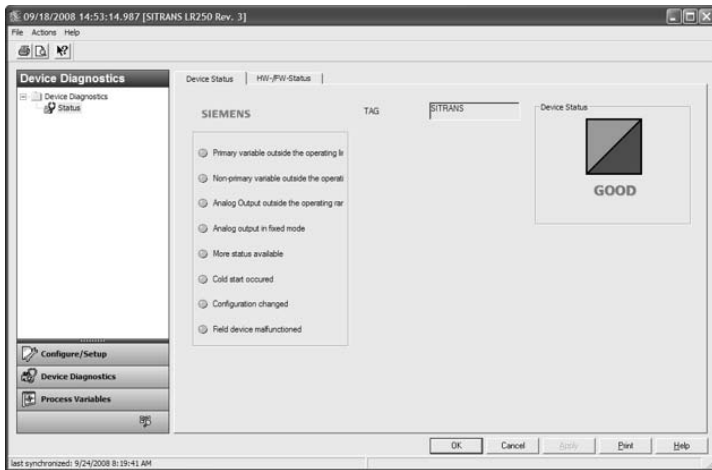 09/18/2008 14:53:14.987 [SITRANS LR250 Rev. 3]
File Actions Help
Device Diagnostics
Device Diagnostics
Status
Device Status
HW-/FW-Status
SIEMENS
TAG
SITRANS
Device Status
GOOD
Primary variable outside the operating li
Non-primary variable outside the operati
Analog Output outside the operating ran
Analog output in fixed mode
More status available
Cold start occured
Configuration changed
Field device malfunctioned
Configure/Setup
Device Diagnostics
Process Variables
OK Cancel Apply Print Help
last synchronized: 9/24/2008 8:19:41 AM